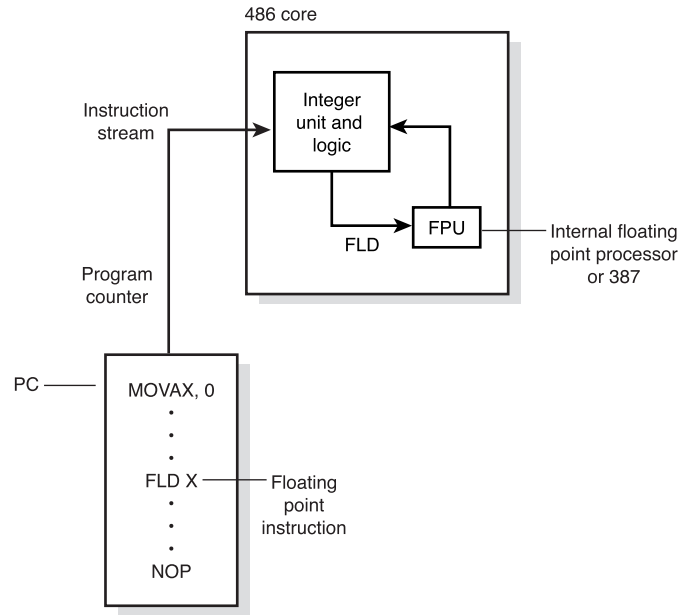 486 core
Integer
unit and
logic
Instruction
stream
FPU
FLD
Internal floating
point processor
or 387
Program
counter
PC
MOVAX, 0
FLD X
Floating
point
instruction
NOP